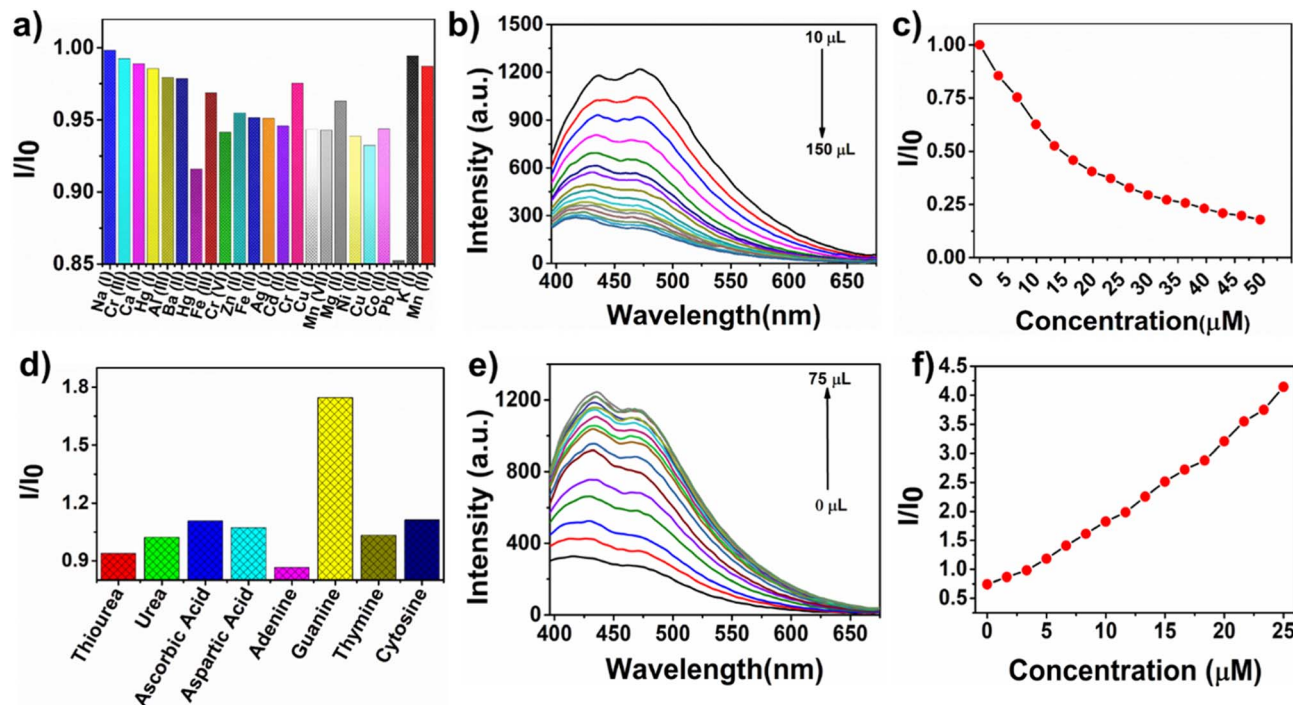 a)
I/I0
1.00
0.95
0.90
0.85
Na (I)
Cr (III)
Ca (II)
Hg (I)
Al (III)
Ba (II)
Hg (II)
Fe (III)
Cr (VI)
Zn (II)
Fe (II)
Ag (I)
Cd (II)
Cr (II)
Cu (I)
Mn (VII)
Mg (II)
Ni (II)
Cu (II)
Co (II)
Pb (II)
K (I)
Mn (II)
b)
Intensity (a.u.)
1500
1200
900
600
300
0
10 μL
150 μL
400 450 500 550 600 650
Wavelength(nm)
c)
I/I0
1.00
0.75
0.50
0.25
0.00
0 5 10 15 20 25 30 35 40 45 50
Concentration(μM)
d)
I/I0
1.8
1.5
1.2
0.9
Thiourea
Urea
Ascorbic Acid
Aspartic Acid
Adenine
Guanine
Thymine
Cytosine
e)
Intensity (a.u.)
1200
800
400
0
75 μL
0 μL
400 450 500 550 600 650
Wavelength(nm)
f)
I/I0
4.5
4.0
3.5
3.0
2.5
2.0
1.5
1.0
0.5
0 5 10 15 20 25
Concentration (μM)